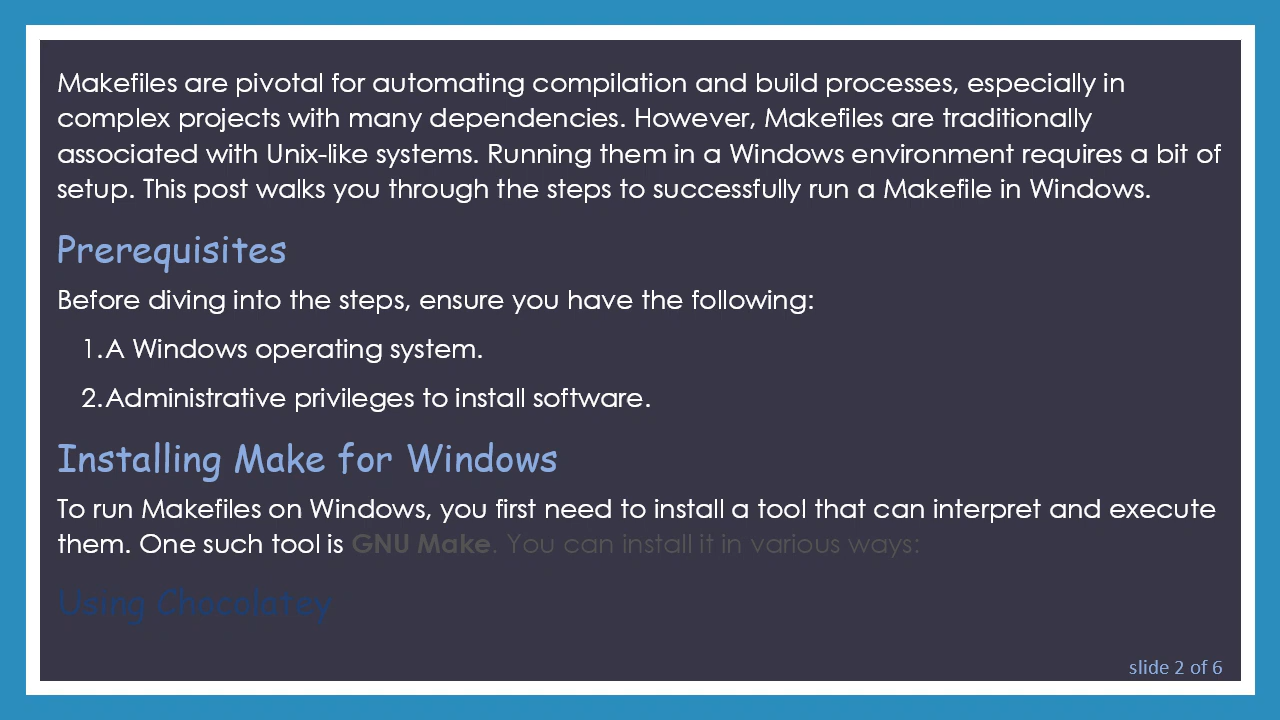 Makefiles are pivotal for automating compilation and build processes, especially in
complex projects with many dependencies. However, Makefiles are traditionally
associated with Unix-like systems. Running them in a Windows environment requires a bit of
setup. This post walks you through the steps to successfully run a Makefile in Windows.
Prerequisites
Before diving into the steps, ensure you have the following:
1.A Windows operating system.
2.Administrative privileges to install software.
Installing Make for Windows
To run Makefiles on Windows, you first need to install a tool that can interpret and execute
them. One such tool is GNU Make. You can install it in various ways:
Using Chocolatey
slide 2 of 6